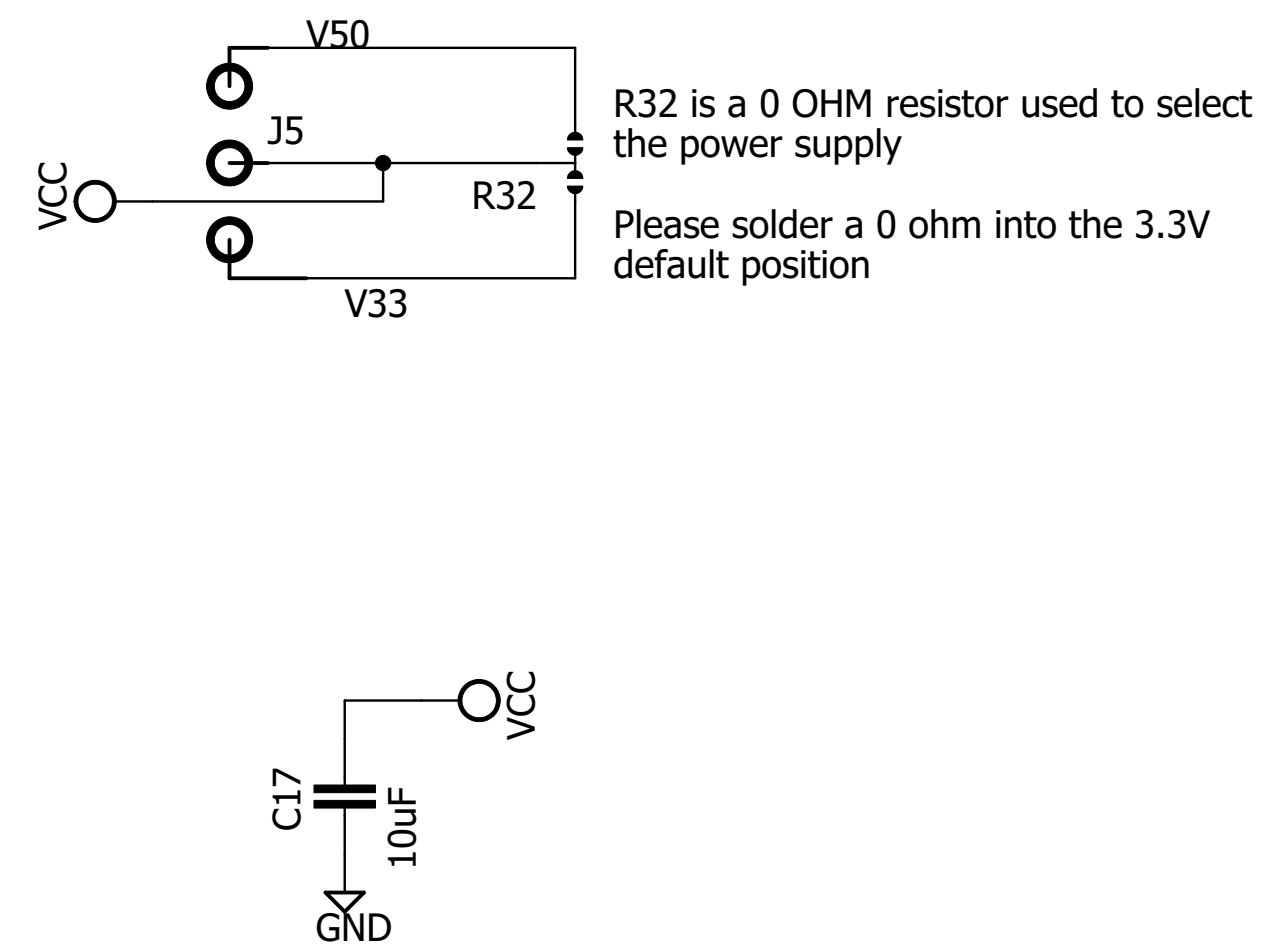 V50
J5
VCC
R32
V33
R32 is a 0 OHM resistor used to select
the power supply
Please solder a 0 ohm into the 3.3V
default position
VCC
C17
10uF
GND